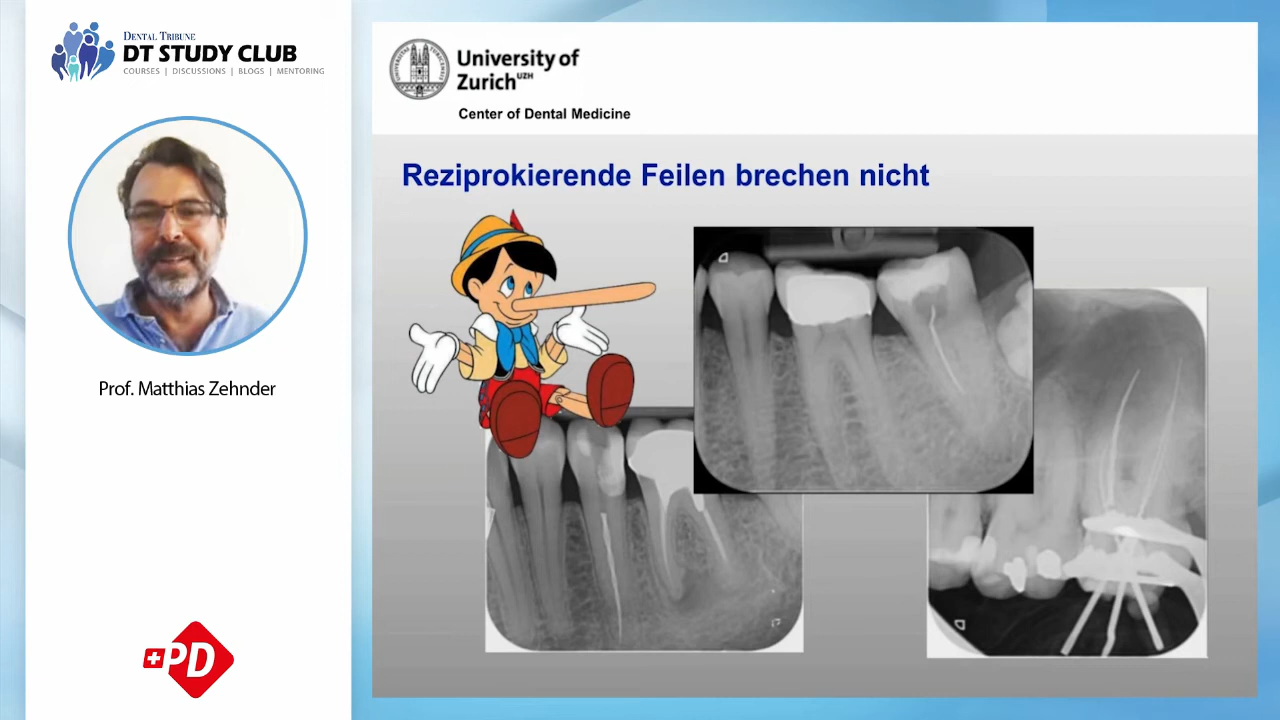 DENTAL TRIBUNE
DT STUDY CLUB
COURSES | DISCUSSIONS | BLOGS | MENTORING
Prof. Matthias Zehnder
PD
University of
Zurich UZH
Center of Dental Medicine
Reziprokierende Feilen brechen nicht